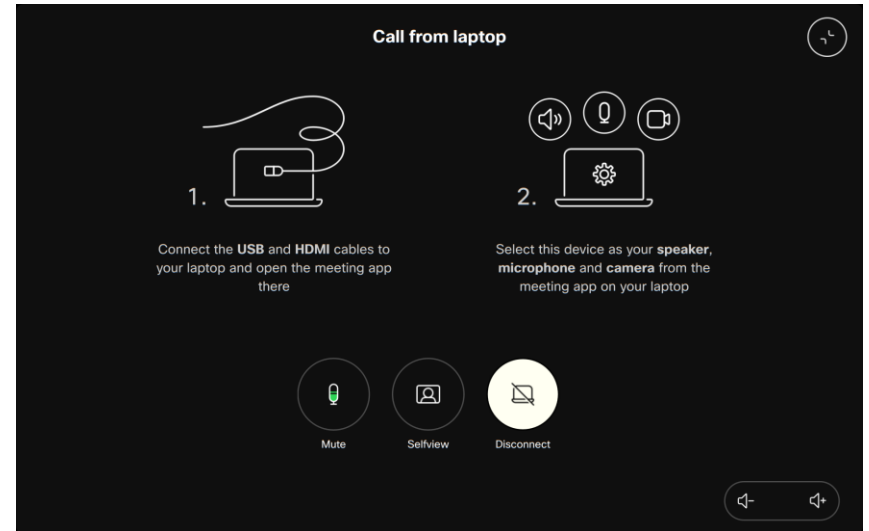 Call from laptop
1.
Connect the USB and HDMI cables to
your laptop and open the meeting app
there
2.
Select this device as your speaker,
microphone and camera from the
meeting app on your laptop
Mute
Selfview
Disconnect